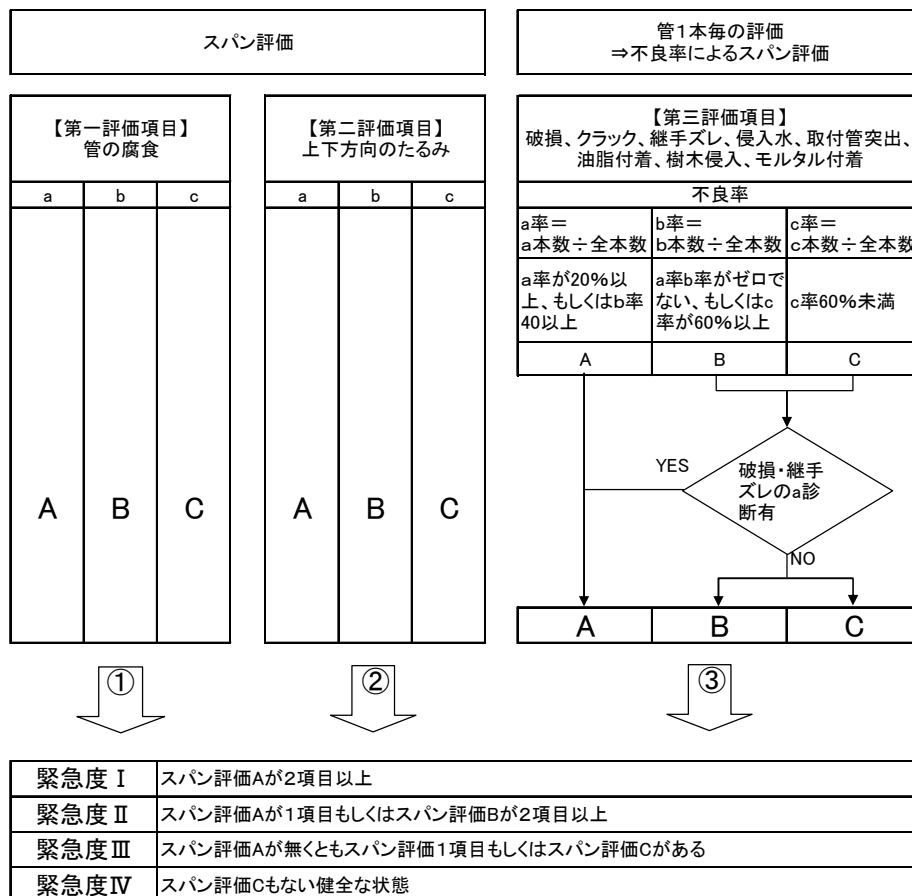 スパン評価
管1本毎の評価
⇒不良率によるスパン評価
【第一評価項目】
管の腐食
a b c
A B C
【第二評価項目】
上下方向のたるみ
a b c
A B C
【第三評価項目】
破損、クラック、継手ズレ、侵入水、取付管突出、
油脂付着、樹木侵入、モルタル付着
不良率
a率＝
a本数÷全本数
b率＝
b本数÷全本数
c率＝
c本数÷全本数
a率が20%以
上、もしくはb率
40以上
a率b率がゼロで
ない、もしくはc
率が60%以上
c率60%未満
A B C
YES
破損・継手
ズレのa診
断有
NO
A B C
①
②
③
緊急度Ⅰ スパン評価Aが2項目以上
緊急度Ⅱ スパン評価Aが1項目もしくはスパン評価Bが2項目以上
緊急度Ⅲ スパン評価Aが無くともスパン評価1項目もしくはスパン評価Cがある
緊急度Ⅳ スパン評価Cもない健全な状態